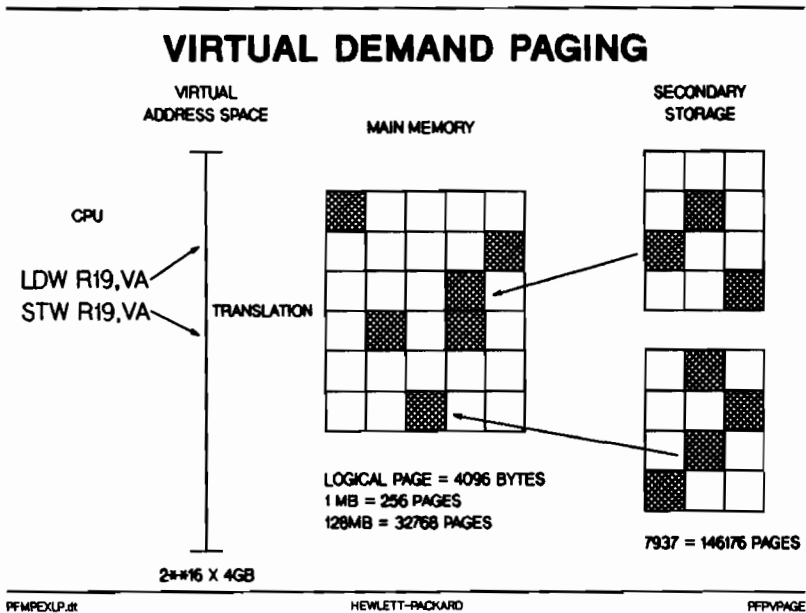 VIRTUAL DEMAND PAGING
VIRTUAL
ADDRESS SPACE
MAIN MEMORY
SECONDARY
STORAGE
CPU
LDW R19,VA
STW R19,VA
TRANSLATION
LOGICAL PAGE = 4096 BYTES
1 MB = 256 PAGES
128MB = 32768 PAGES
7937 = 146176 PAGES
2**16 X 4GB
PFMPEXLP.dt
HEWLETT-PACKARD
PFPVPAGE